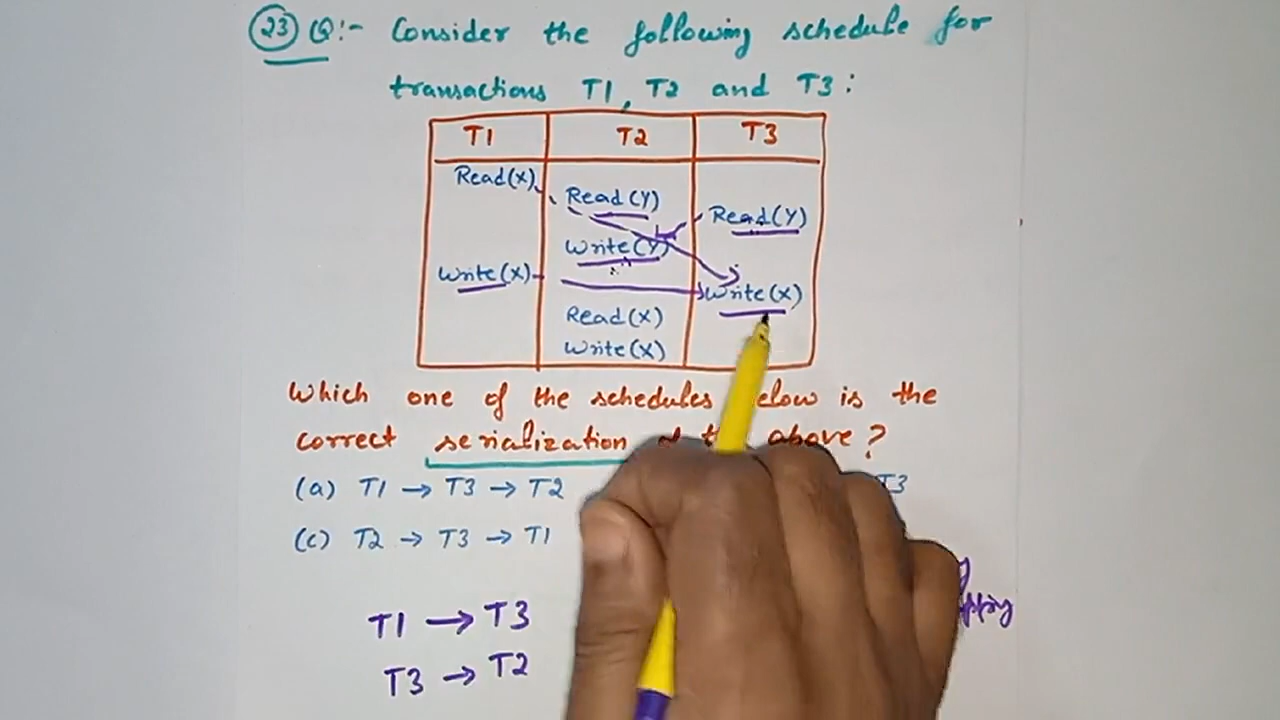 23 Q:- Consider the following schedule for
transactions T1, T2 and T3:
T1 T2 T3
Read(X)
Read(Y)
Read(Y)
Write(Y)
Write(X)
Write(X)
Read(X)
Write(X)
Which one of the schedules below is the
correct serialization above?
(a) T1 → T3 → T2
T3
(c) T2 → T3 → T1
T1 → T3
T3 → T2